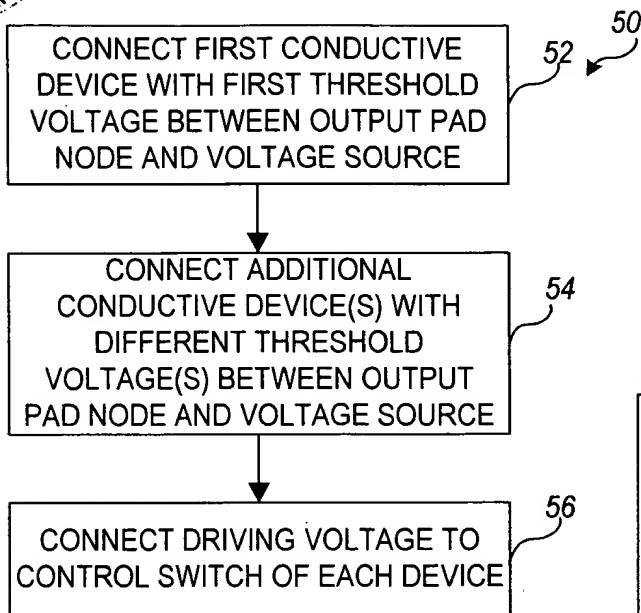 50
CONNECT FIRST CONDUCTIVE
DEVICE WITH FIRST THRESHOLD
VOLTAGE BETWEEN OUTPUT PAD
NODE AND VOLTAGE SOURCE
52
CONNECT ADDITIONAL
CONDUCTIVE DEVICE(S) WITH
DIFFERENT THRESHOLD
VOLTAGE(S) BETWEEN OUTPUT
PAD NODE AND VOLTAGE SOURCE
54
CONNECT DRIVING VOLTAGE TO
CONTROL SWITCH OF EACH DEVICE
56